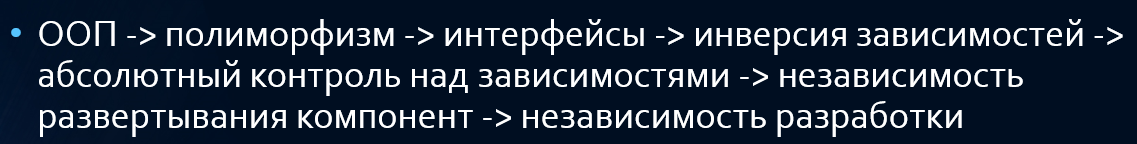 • ООП -> полиморфизм -> интерфейсы -> инверсия зависимостей ->
абсолютный контроль над зависимостями -> независимость
развертывания компонент -> независимость разработки